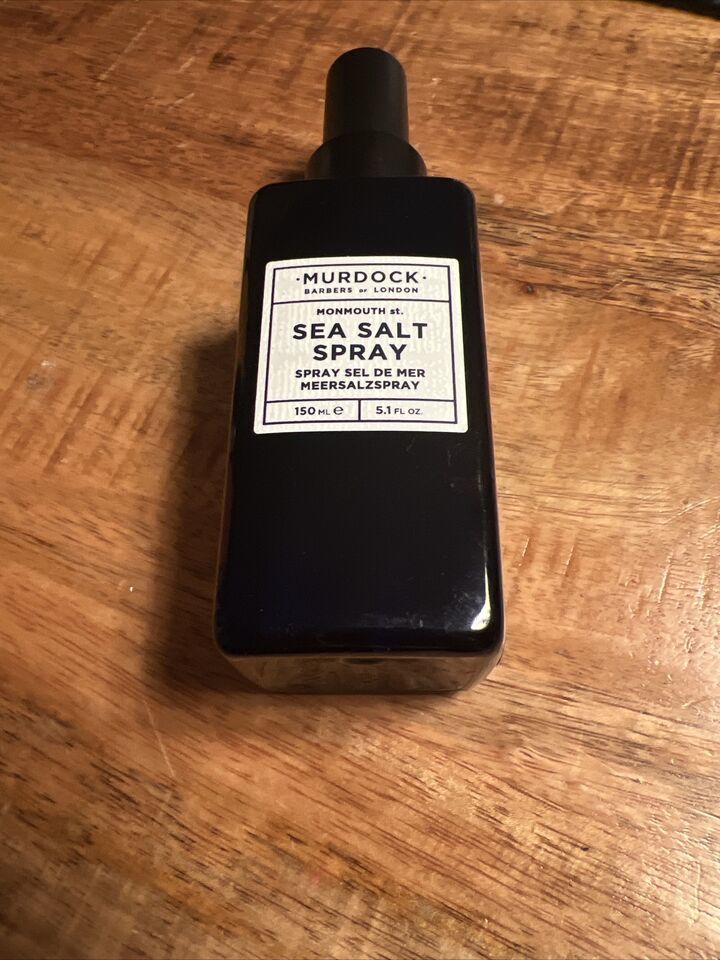 ·MURDOCK·
BARBERS OF LONDON
MONMOUTH st.
SEA SALT
SPRAY
SPRAY SEL DE MER
MEERSALZSPRAY
150 ML ℮ 5.1 FL OZ.